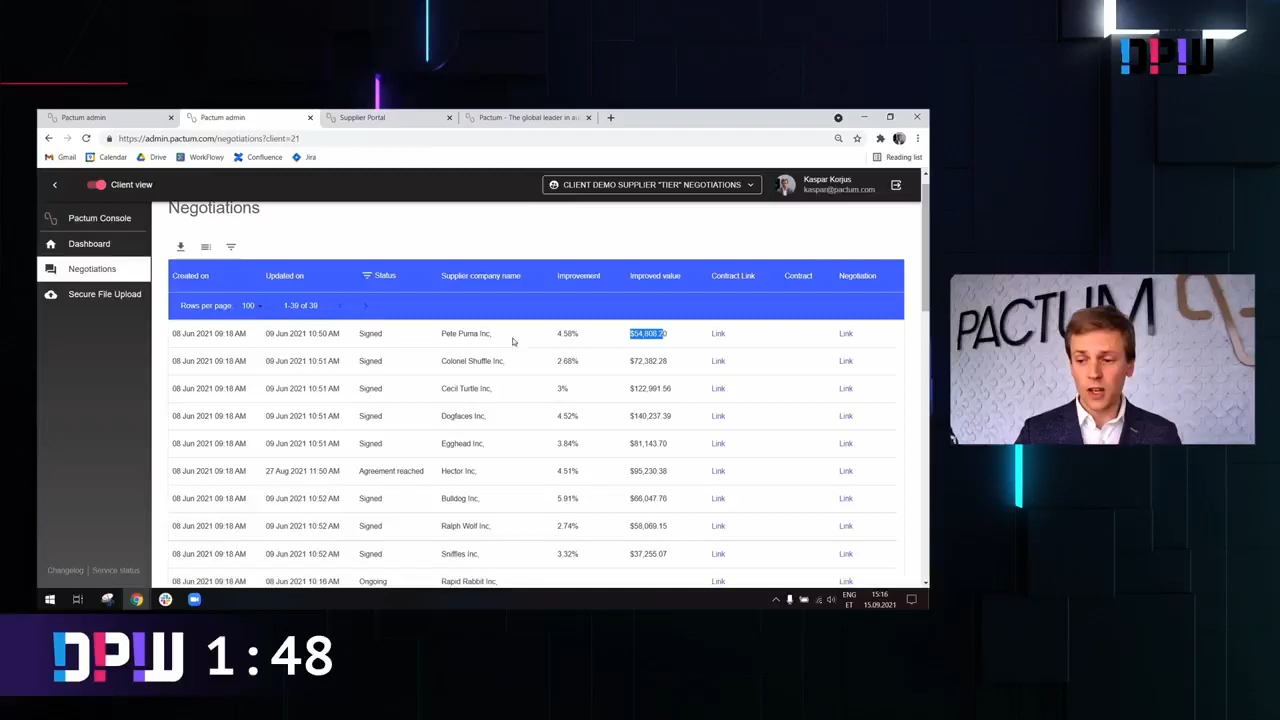 DPW
Pactum admin
Pactum admin
Supplier Portal
Pactum - The global leader in au
https://admin.pactum.com/negotiations?client=21
Gmail Calendar Drive WorkFlowy Confluence Jira Reading list
Client view
CLIENT DEMO SUPPLIER "TIER" NEGOTIATIONS
Kaspar Korjus
kaspar@pactum.com
Pactum Console
Dashboard
Negotiations
Secure File Upload
Changelog | Service status
Negotiations
Created on Updated on Status Supplier company name Improvement Improved value Contract Link Contract Negotiation
Rows per page: 100 1-39 of 39
08 Jun 2021 09:18 AM 09 Jun 2021 10:50 AM Signed Pete Puma Inc, 4.58% $54,808.20 Link Link
08 Jun 2021 09:18 AM 09 Jun 2021 10:51 AM Signed Colonel Shuffle Inc, 2.68% $72,382.28 Link Link
08 Jun 2021 09:18 AM 09 Jun 2021 10:51 AM Signed Cecil Turtle Inc, 3% $122,991.56 Link Link
08 Jun 2021 09:18 AM 09 Jun 2021 10:51 AM Signed Dogfaces Inc, 4.52% $140,237.39 Link Link
08 Jun 2021 09:18 AM 09 Jun 2021 10:51 AM Signed Egghead Inc, 3.84% $81,143.70 Link Link
08 Jun 2021 09:18 AM 27 Aug 2021 11:50 AM Agreement reached Hector Inc, 4.51% $95,230.38 Link Link
08 Jun 2021 09:18 AM 09 Jun 2021 10:52 AM Signed Bulldog Inc, 5.91% $66,047.76 Link Link
08 Jun 2021 09:18 AM 09 Jun 2021 10:52 AM Signed Ralph Wolf Inc, 2.74% $58,069.15 Link Link
08 Jun 2021 09:18 AM 09 Jun 2021 10:52 AM Signed Sniffles Inc, 3.32% $37,255.07 Link Link
08 Jun 2021 09:18 AM 08 Jun 2021 10:16 AM Ongoing Rapid Rabbit Inc, Link Link
ENG
ET
15:16
15.09.2021
PACTUM
DPW 1:48